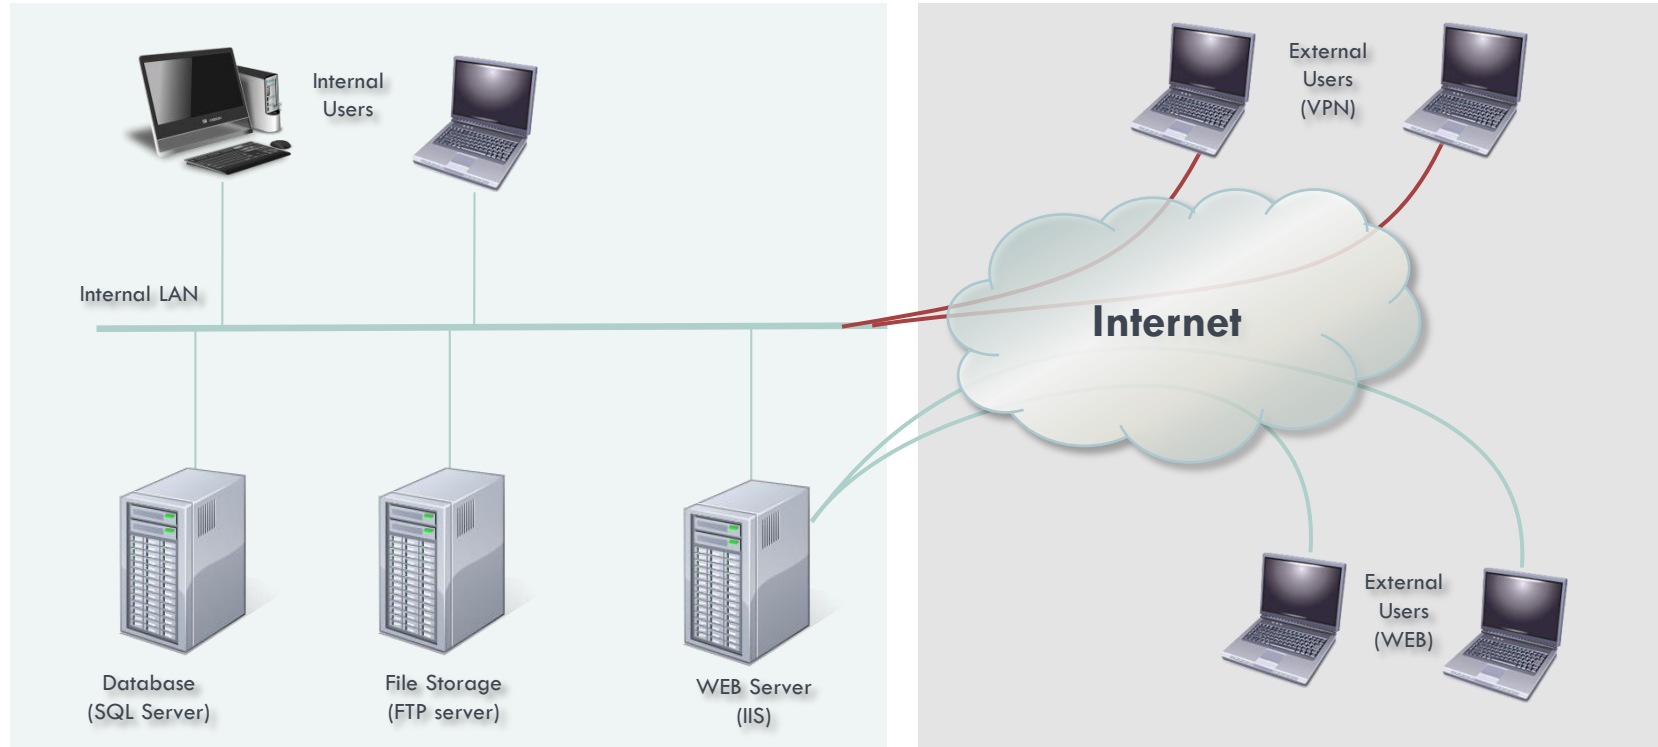 Internal
Users
External
Users
(VPN)
Internal LAN
Internet
External
Users
(WEB)
Database
(SQL Server)
File Storage
(FTP server)
WEB Server
(IIS)